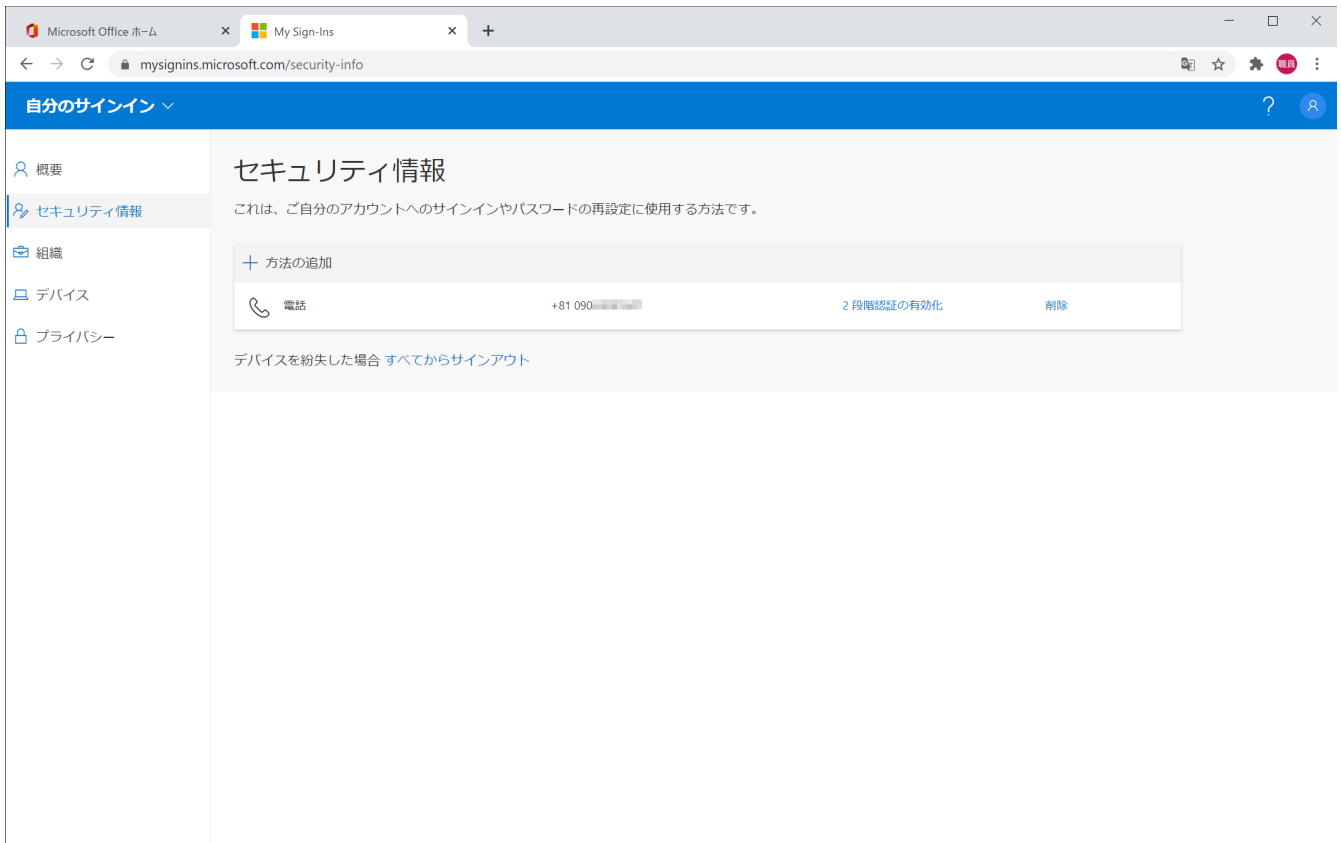 Microsoft Office ホーム
My Sign-Ins
mysignins.microsoft.com/security-info
職員
自分のサインイン
?
概要
セキュリティ情報
組織
デバイス
プライバシー
セキュリティ情報
これは、ご自分のアカウントへのサインインやパスワードの再設定に使用する方法です。
方法の追加
電話 +81 090 2 段階認証の有効化 削除
デバイスを紛失した場合 すべてからサインアウト